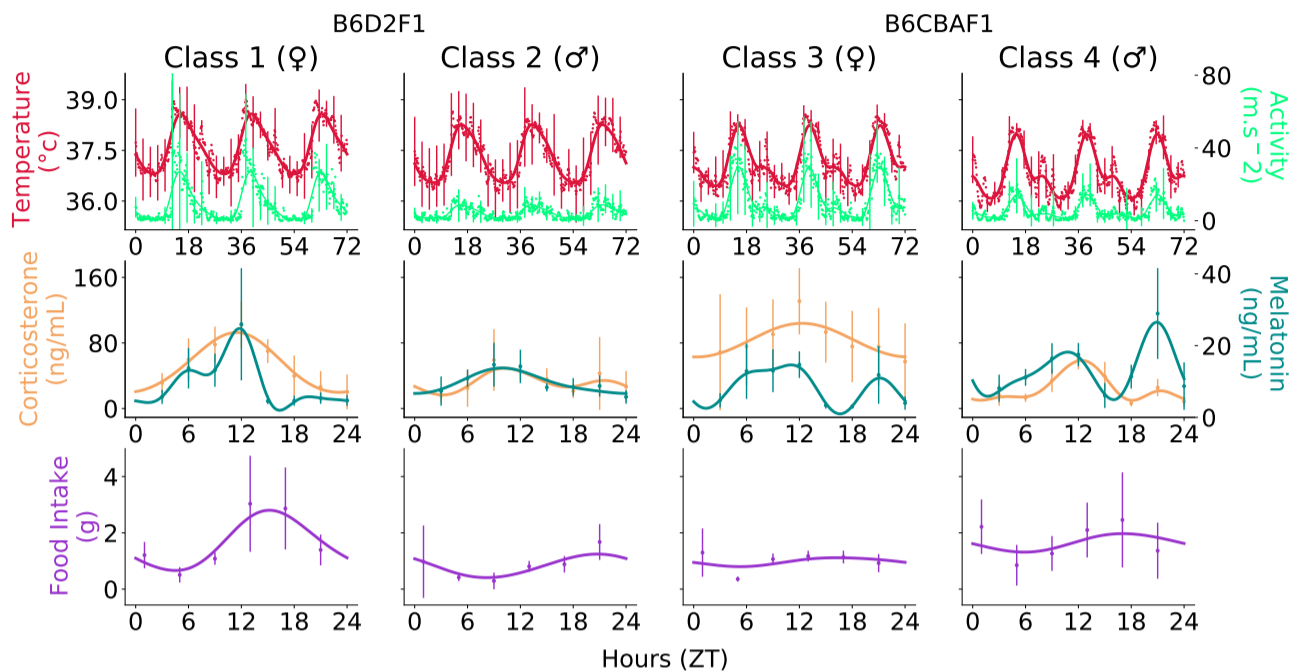 B6D2F1 B6CBAF1
Class 1 (♀) Class 2 (♂) Class 3 (♀) Class 4 (♂)
Temperature
(°c)
39.0
37.5
36.0
80
40
0
Activity
(m.s⁻2)
0 18 36 54 72 0 18 36 54 72 0 18 36 54 72 0 18 36 54 72
Corticosterone
(ng/mL)
160
80
0
40
20
0
Melatonin
(ng/mL)
0 6 12 18 24 0 6 12 18 24 0 6 12 18 24 0 6 12 18 24
Food Intake
(g)
4
2
0
0 6 12 18 24 0 6 12 18 24 0 6 12 18 24 0 6 12 18 24
Hours (ZT)